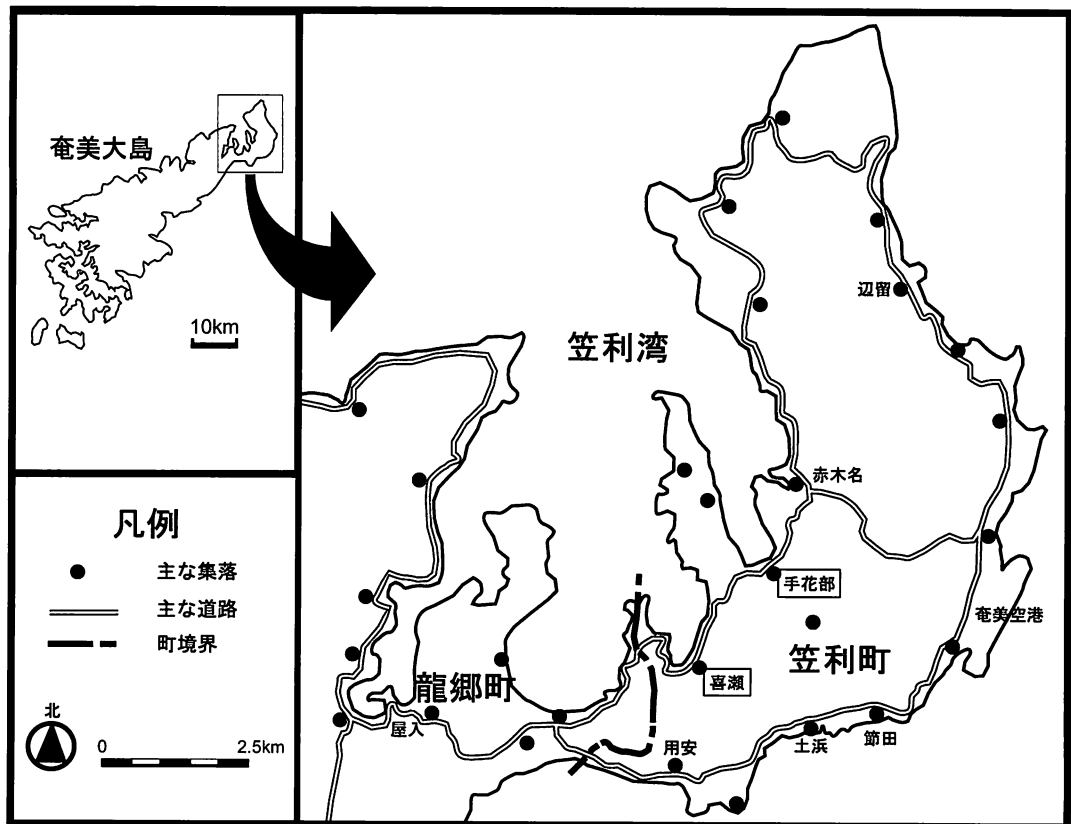 奄美大島
10km
凡例
主な集落
主な道路
町境界
北
0 2.5km
笠利湾
辺留
赤木名
手花部
奄美空港
笠利町
喜瀬
龍郷町
屋入
用安
土浜
節田